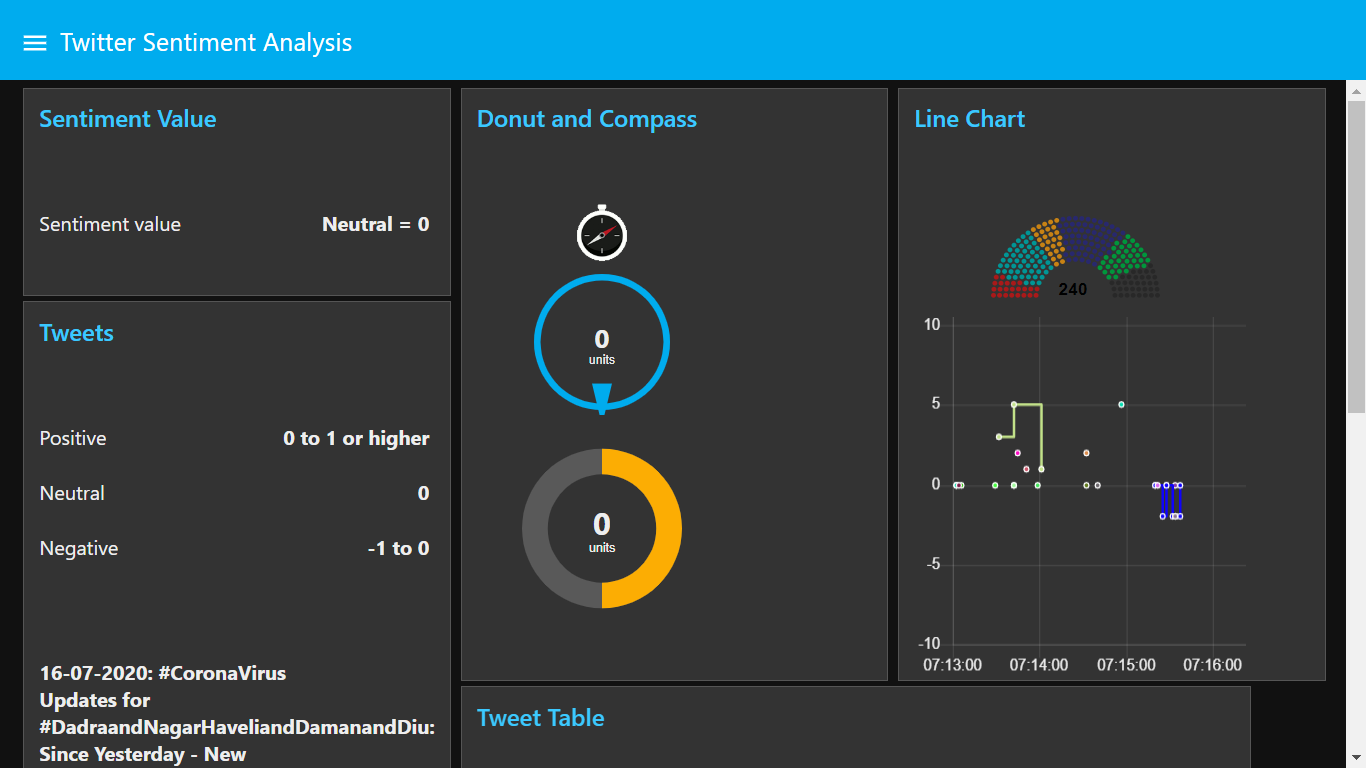 Twitter Sentiment Analysis
Sentiment Value
Sentiment value Neutral = 0
Tweets
Positive 0 to 1 or higher
Neutral 0
Negative -1 to 0
16-07-2020: #CoronaVirus
Updates for
#DadraandNagarHaveliandDamanandDiu:
Since Yesterday - New
Donut and Compass
0
units
0
units
Line Chart
240
10
5
0
-5
-10
07:13:00 07:14:00 07:15:00 07:16:00
Tweet Table